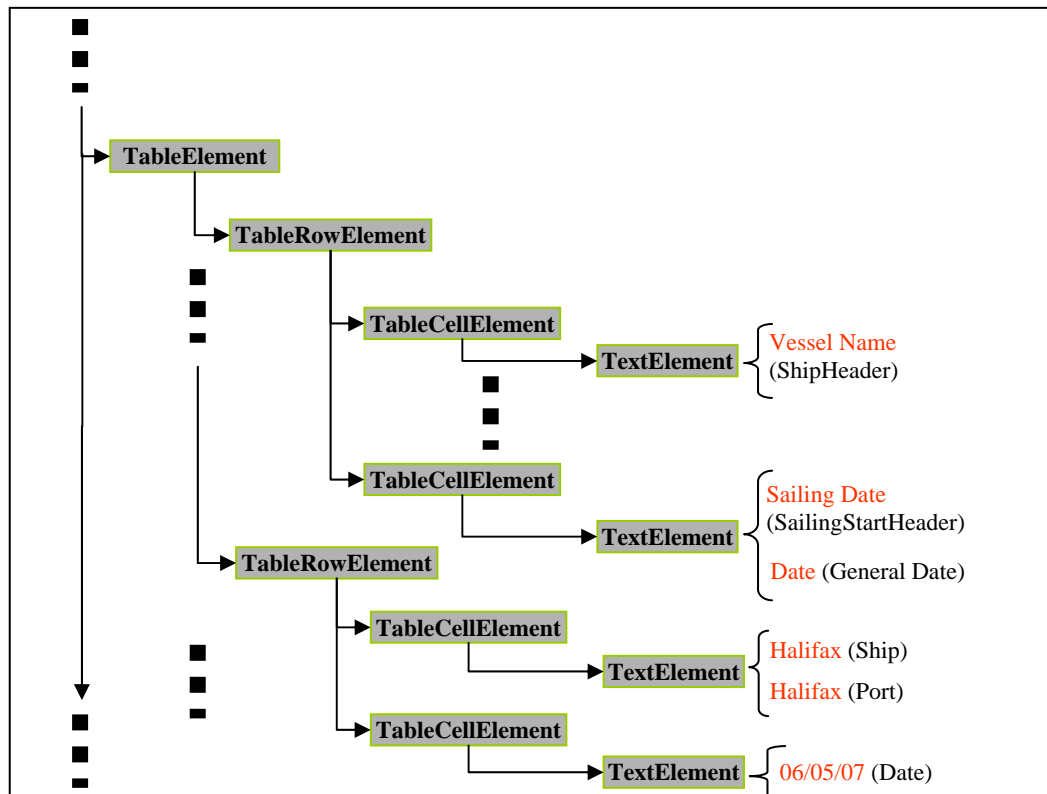 TableElement
TableRowElement
TableCellElement
TextElement
Vessel Name
(ShipHeader)
TableCellElement
TextElement
Sailing Date
(SailingStartHeader)
Date (General Date)
TableRowElement
TableCellElement
TextElement
Halifax (Ship)
Halifax (Port)
TableCellElement
TextElement
06/05/07 (Date)